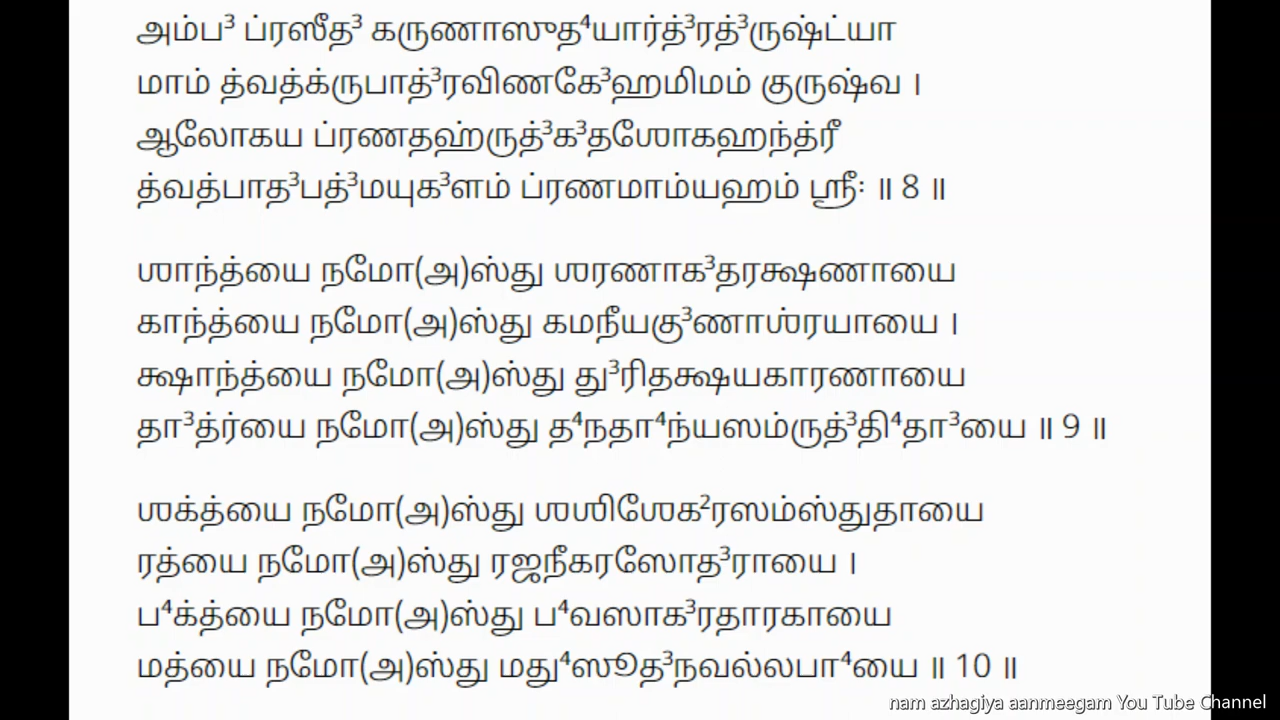 அம்ப³ ப்ரஸீத³ கருணாஸுத⁴யார்த்³ரத்³ருஷ்ட்யா
மாம் த்வத்க்ருபாத்³ரவிணகே³ஹமிமம் குருஷ்வ ।
ஆலோகய ப்ரணதஹ்ருத்³க³தஶோகஹந்த்ரீ
த்வத்பாத³பத்³மயுக³ளம் ப்ரணமாம்யஹம் ஶ்ரீ꞉ ॥ 8 ॥
ஶாந்த்யை நமோ(அ)ஸ்து ஶரணாக³தரக்ஷணாயை
காந்த்யை நமோ(அ)ஸ்து கமநீயகு³ணாஶ்ரயாயை ।
க்ஷாந்த்யை நமோ(அ)ஸ்து து³ரிதக்ஷயகாரணாயை
தா³த்ர்யை நமோ(அ)ஸ்து த⁴நதா⁴ந்யஸம்ருத்³தி⁴தா³யை ॥ 9 ॥
ஶக்த்யை நமோ(அ)ஸ்து ஶஶிஶேக²ரஸம்ஸ்துதாயை
ரத்யை நமோ(அ)ஸ்து ரஜநீகரஸோத³ராயை ।
ப⁴க்த்யை நமோ(அ)ஸ்து ப⁴வஸாக³ரதாரகாயை
மத்யை நமோ(அ)ஸ்து மது⁴ஸூத³நவல்லபா⁴யை ॥ 10 ॥
nam azhagiya aanmeegam You Tube Channel